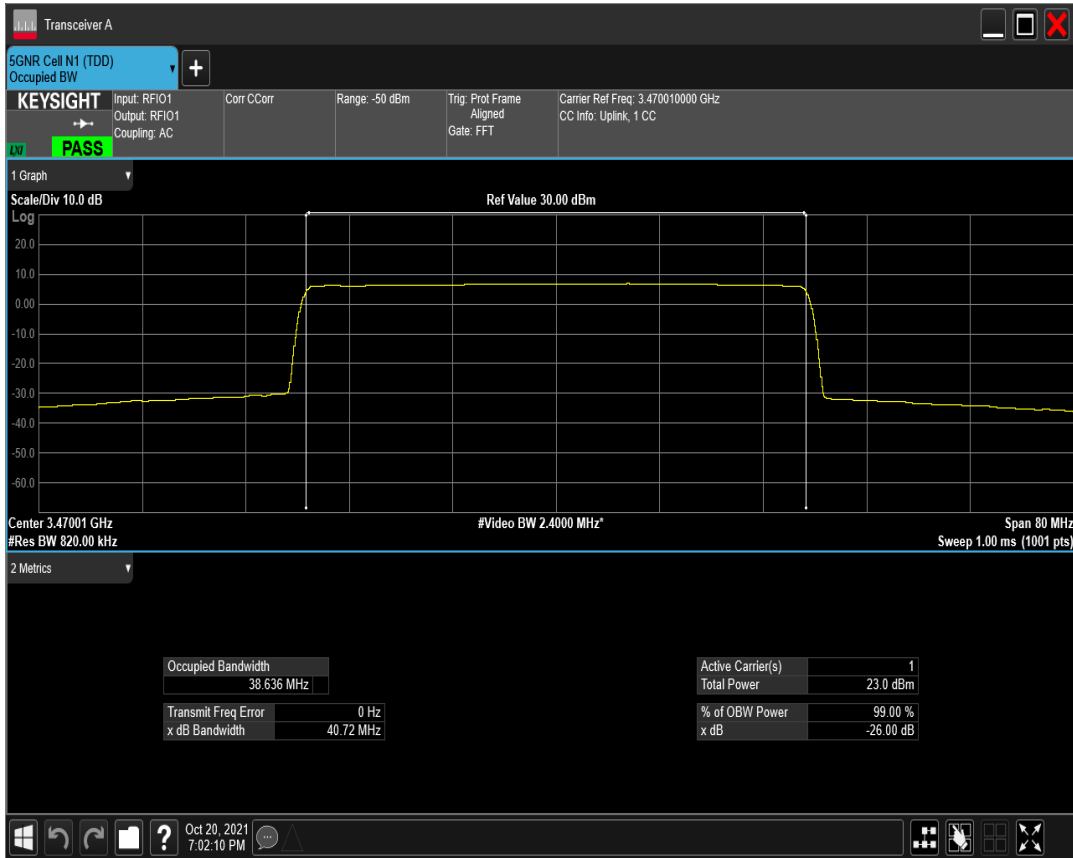 Transceiver A
5GNR Cell N1 (TDD)
Occupied BW
+
KEYSIGHT
LXI
PASS
Input: RFIO1
Output: RFIO1
Coupling: AC
Corr CCorr
Range: -50 dBm
Trig: Prot Frame
Aligned
Gate: FFT
Carrier Ref Freq: 3.470010000 GHz
CC Info: Uplink, 1 CC
1 Graph
Scale/Div 10.0 dB
Ref Value 30.00 dBm
Log
20.0
10.0
0.00
-10.0
-20.0
-30.0
-40.0
-50.0
-60.0
Center 3.47001 GHz
#Video BW 2.4000 MHz*
Span 80 MHz
#Res BW 820.00 kHz
Sweep 1.00 ms (1001 pts)
2 Metrics
Occupied Bandwidth
38.636 MHz
Transmit Freq Error 0 Hz
x dB Bandwidth 40.72 MHz
Active Carrier(s) 1
Total Power 23.0 dBm
% of OBW Power 99.00 %
x dB -26.00 dB
?
Oct 20, 2021
7:02:10 PM